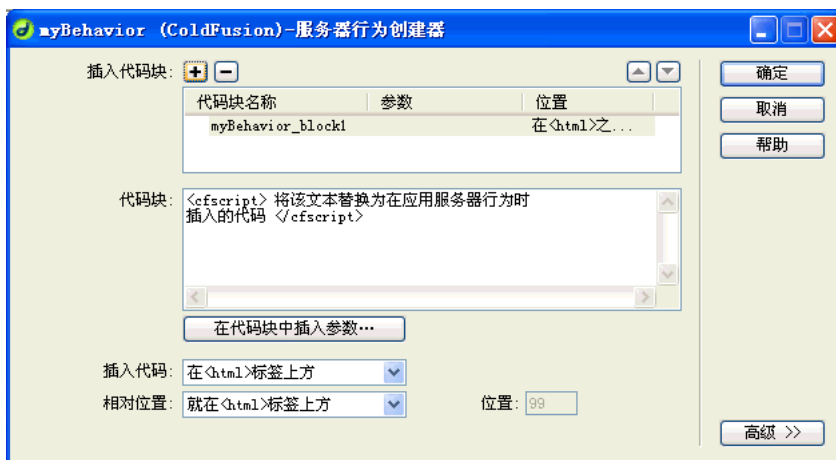 myBehavior (ColdFusion)-服务器行为创建器
插入代码块:
确定
代码块名称 参数 位置
取消
myBehavior_block1 在<html>之...
帮助
代码块: <cfscript> 将该文本替换为在应用服务器行为时
插入的代码 </cfscript>
在代码块中插入参数…
插入代码: 在<html>标签上方
相对位置: 就在<html>标签上方 位置: 99
高级 >>